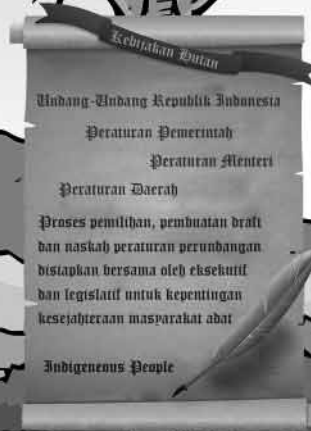 Kebijakan Hutan
Undang-Undang Republik Indonesia
Peraturan Pemerintah
Peraturan Menteri
Peraturan Daerah
Proses pemilihan, pembuatan draft
dan naskah peraturan perundangan
disiapkan bersama oleh eksekutif
dan legislatif untuk kepentingan
kesejahteraan masyarakat adat
Indigeneous People